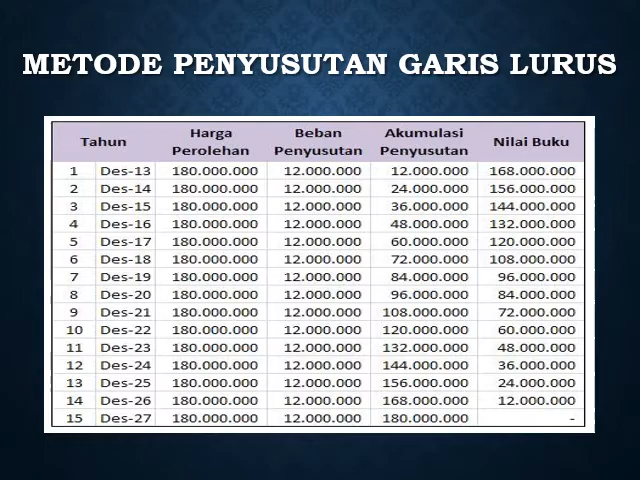 METODE PENYUSUTAN GARIS LURUS
Tahun Harga Perolehan Beban Penyusutan Akumulasi Penyusutan Nilai Buku
1 Des-13 180.000.000 12.000.000 12.000.000 168.000.000
2 Des-14 180.000.000 12.000.000 24.000.000 156.000.000
3 Des-15 180.000.000 12.000.000 36.000.000 144.000.000
4 Des-16 180.000.000 12.000.000 48.000.000 132.000.000
5 Des-17 180.000.000 12.000.000 60.000.000 120.000.000
6 Des-18 180.000.000 12.000.000 72.000.000 108.000.000
7 Des-19 180.000.000 12.000.000 84.000.000 96.000.000
8 Des-20 180.000.000 12.000.000 96.000.000 84.000.000
9 Des-21 180.000.000 12.000.000 108.000.000 72.000.000
10 Des-22 180.000.000 12.000.000 120.000.000 60.000.000
11 Des-23 180.000.000 12.000.000 132.000.000 48.000.000
12 Des-24 180.000.000 12.000.000 144.000.000 36.000.000
13 Des-25 180.000.000 12.000.000 156.000.000 24.000.000
14 Des-26 180.000.000 12.000.000 168.000.000 12.000.000
15 Des-27 180.000.000 12.000.000 180.000.000 -